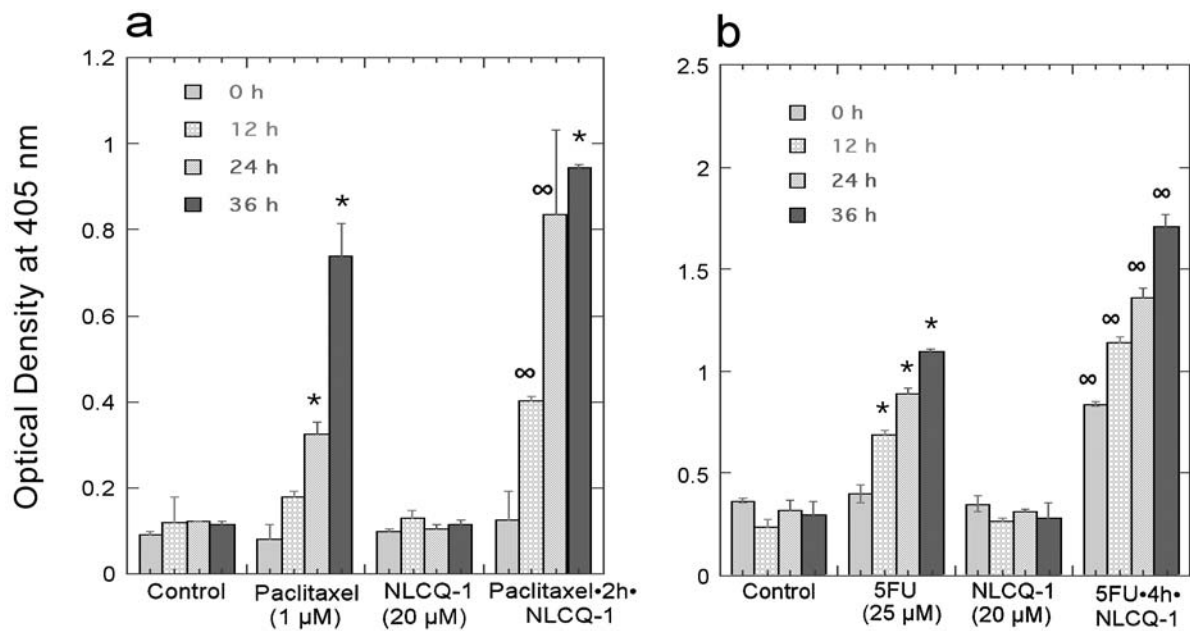 a
Optical Density at 405 nm
1.2
1
0.8
0.6
0.4
0.2
0
0 h
12 h
24 h
36 h
*
*
∞
∞
*
Control
Paclitaxel
(1 µM)
NLCQ-1
(20 µM)
Paclitaxel•2h•
NLCQ-1
b
2.5
2
1.5
1
0.5
0
0 h
12 h
24 h
36 h
*
*
*
∞
∞
∞
∞
Control
5FU
(25 µM)
NLCQ-1
(20 µM)
5FU•4h•
NLCQ-1